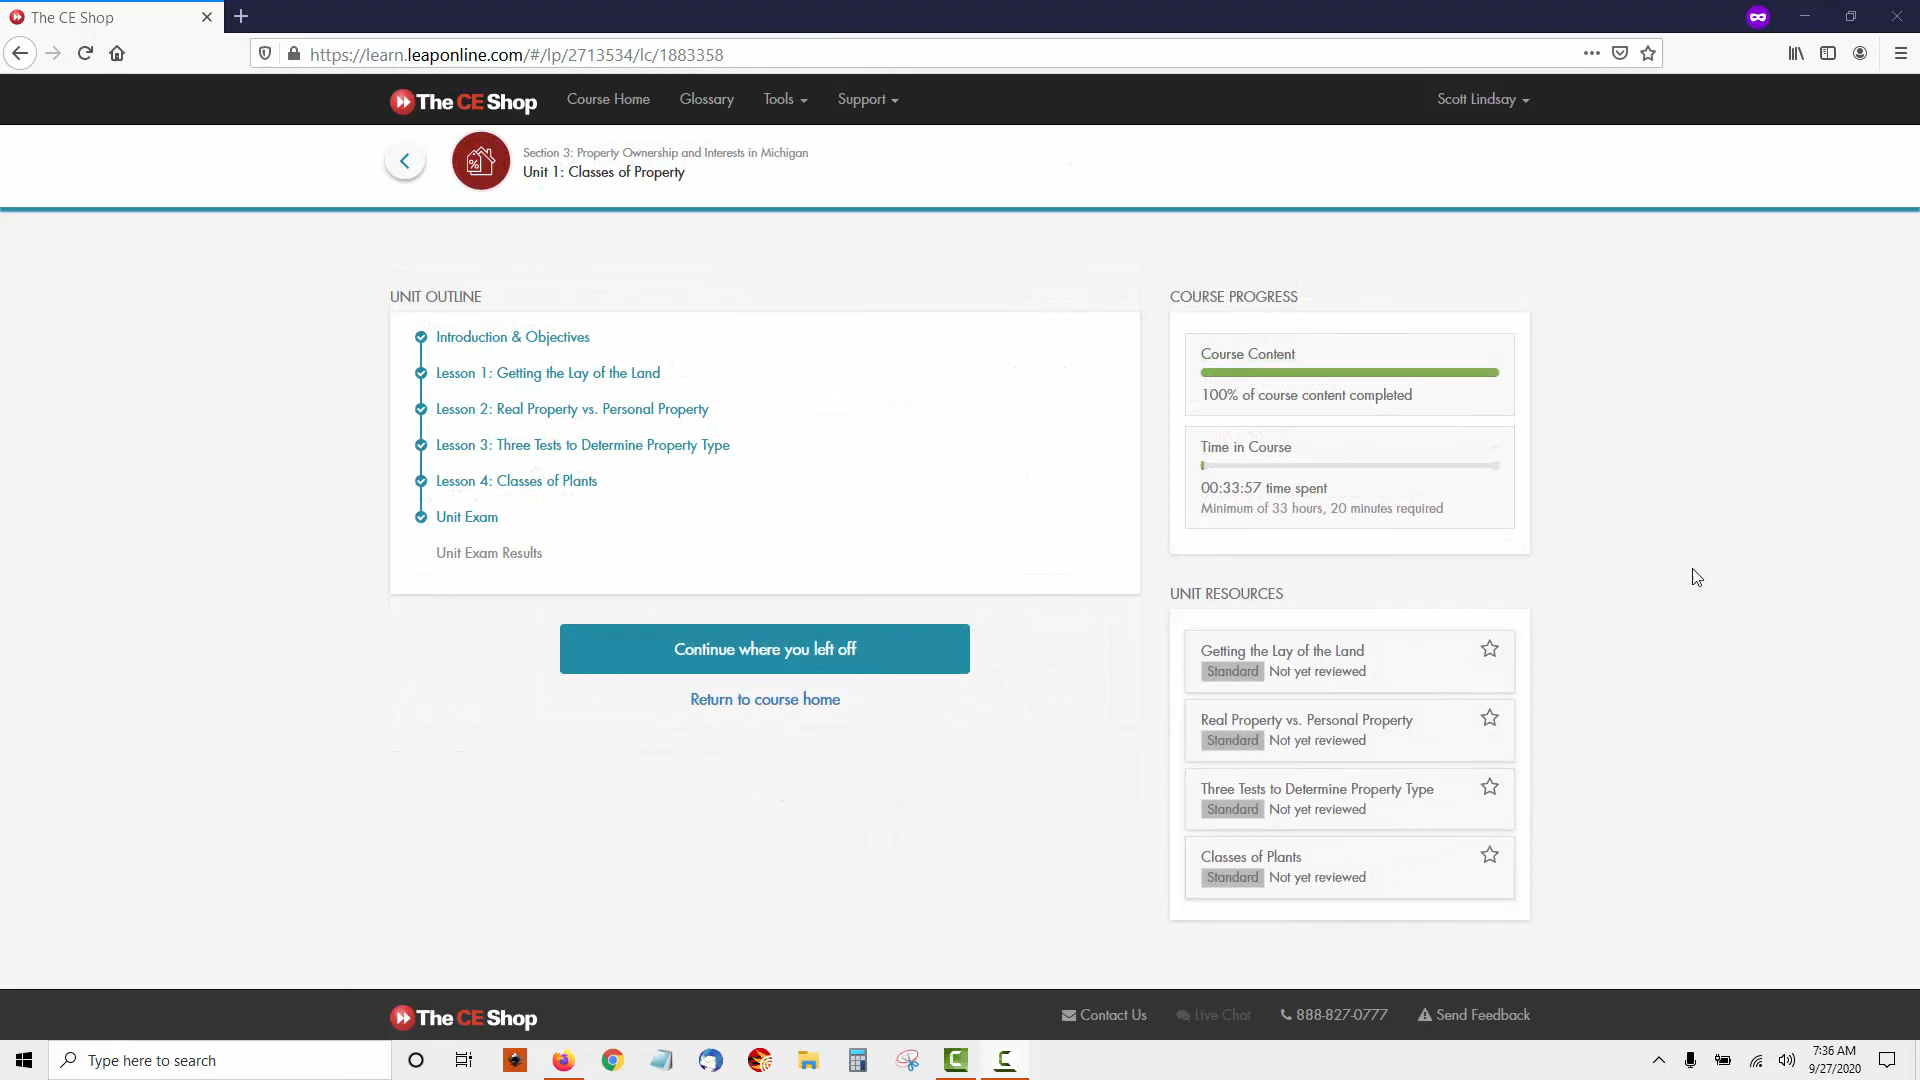 The CE Shop
https://learn.leaponline.com/#/lp/2713534/lc/1883358
The CE Shop
Course Home
Glossary
Tools
Support
Scott Lindsay
Section 3: Property Ownership and Interests in Michigan
Unit 1: Classes of Property
UNIT OUTLINE
Introduction & Objectives
Lesson 1: Getting the Lay of the Land
Lesson 2: Real Property vs. Personal Property
Lesson 3: Three Tests to Determine Property Type
Lesson 4: Classes of Plants
Unit Exam
Unit Exam Results
Continue where you left off
Return to course home
COURSE PROGRESS
Course Content
100% of course content completed
Time in Course
00:33:57 time spent
Minimum of 33 hours, 20 minutes required
UNIT RESOURCES
Getting the Lay of the Land
Standard Not yet reviewed
Real Property vs. Personal Property
Standard Not yet reviewed
Three Tests to Determine Property Type
Standard Not yet reviewed
Classes of Plants
Standard Not yet reviewed
The CE Shop
Contact Us
Live Chat
888-827-0777
Send Feedback
Type here to search
7:36 AM
9/27/2020